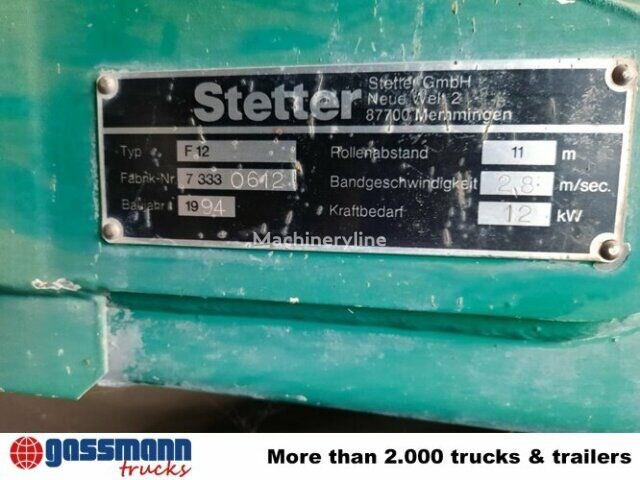 Stetter
Stetter GmbH
Neue Welt 2
87700 Memmingen
Typ F 12
Fabrik-Nr. 7 333 0612
Baujahr 1994
Rollenabstand 11 m
Bandgeschwindigkeit 2,8 m/sec.
Kraftbedarf 12 kW
Machineryline
gassmann
trucks
More than 2.000 trucks & trailers